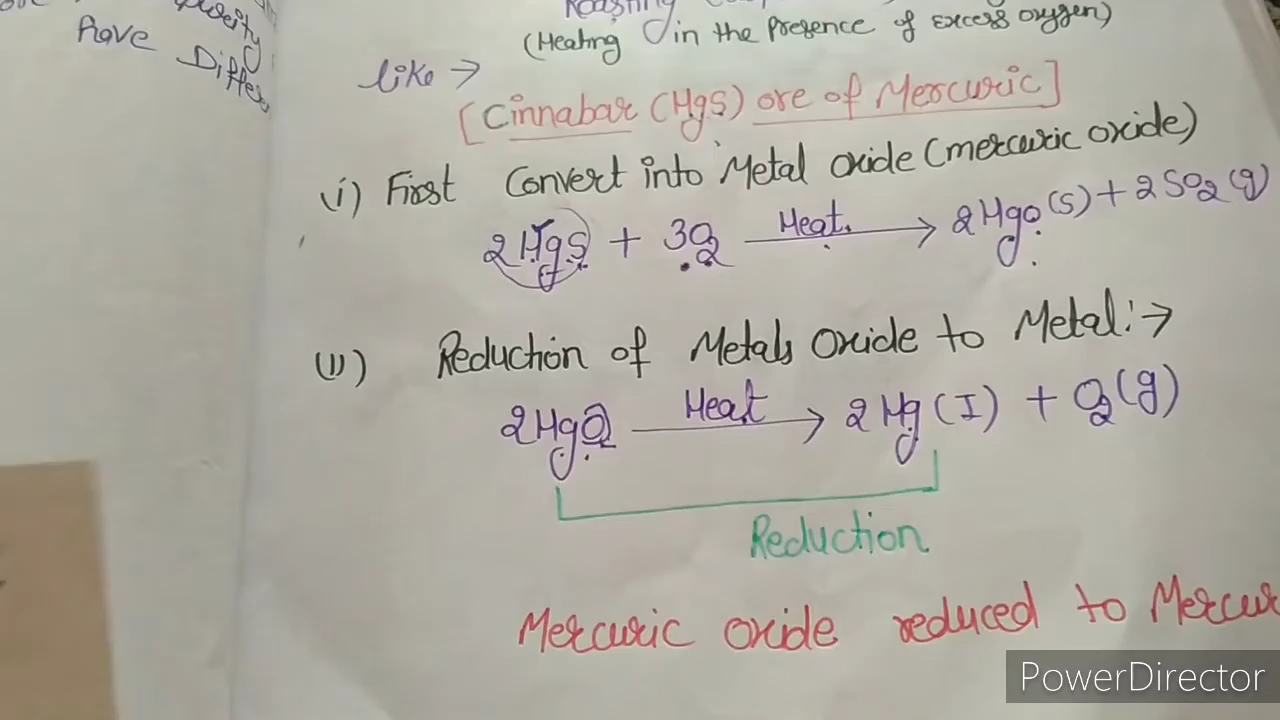 have
Differ
Roasting
(Heating in the presence of excess oxygen)
like →
[Cinnabar (HgS) ore of Mercuric]
(i) First Convert into Metal oxide (mercuric oxide)
2HgS + 3O2 Heat. → 2HgO(s) + 2SO2(g)
(ii) Reduction of Metals Oxide to Metal:→
2HgO Heat → 2Hg(I) + O2(g)
Reduction
Mercuric oxide reduced to Mercur
PowerDirector